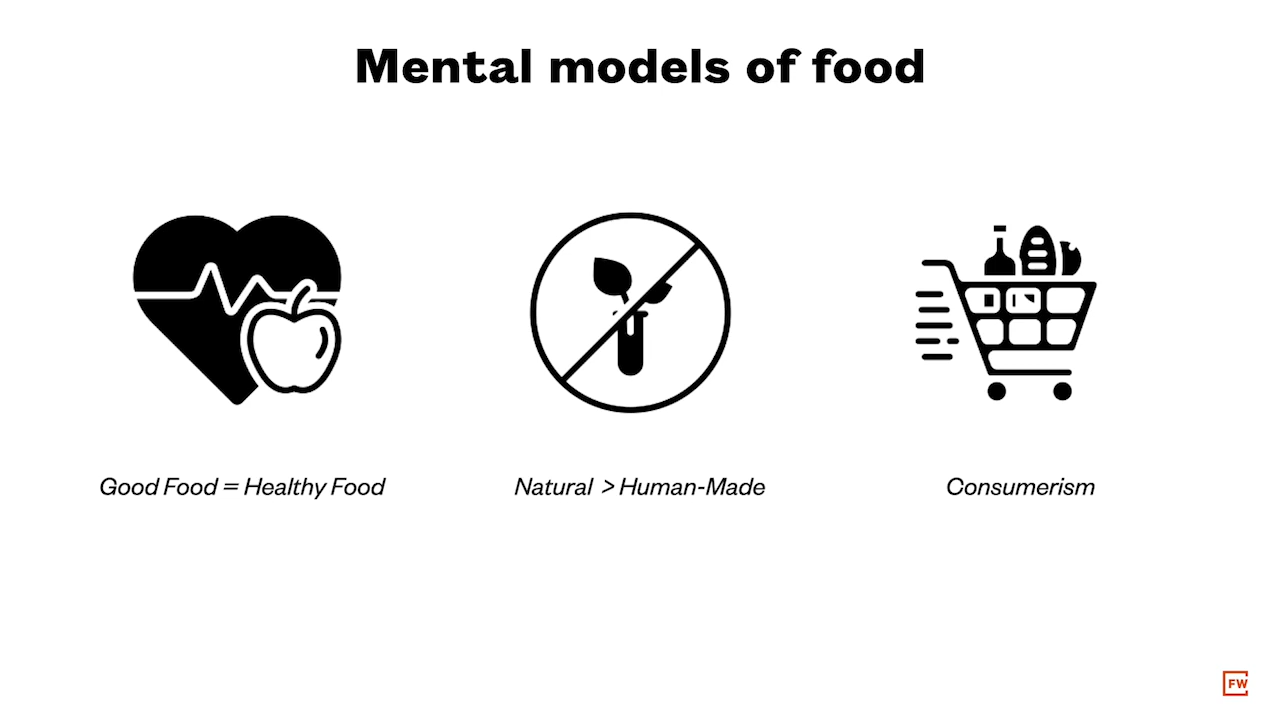 Mental models of food
Good Food = Healthy Food
Natural > Human-Made
Consumerism
FW